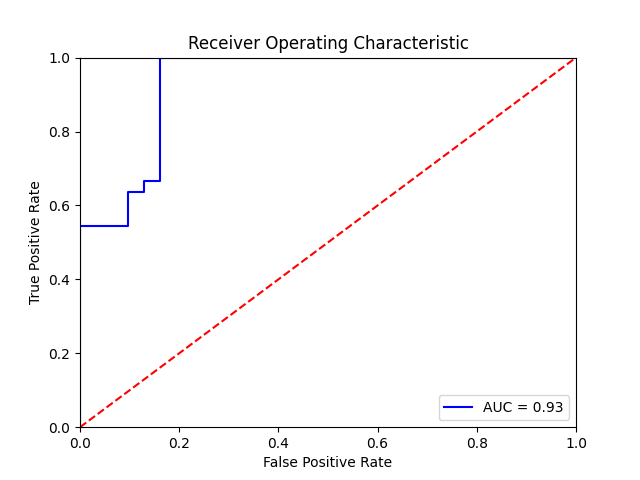 Receiver Operating Characteristic
True Positive Rate
1.0
0.8
0.6
0.4
0.2
0.0
0.0 0.2 0.4 0.6 0.8 1.0
False Positive Rate
AUC = 0.93